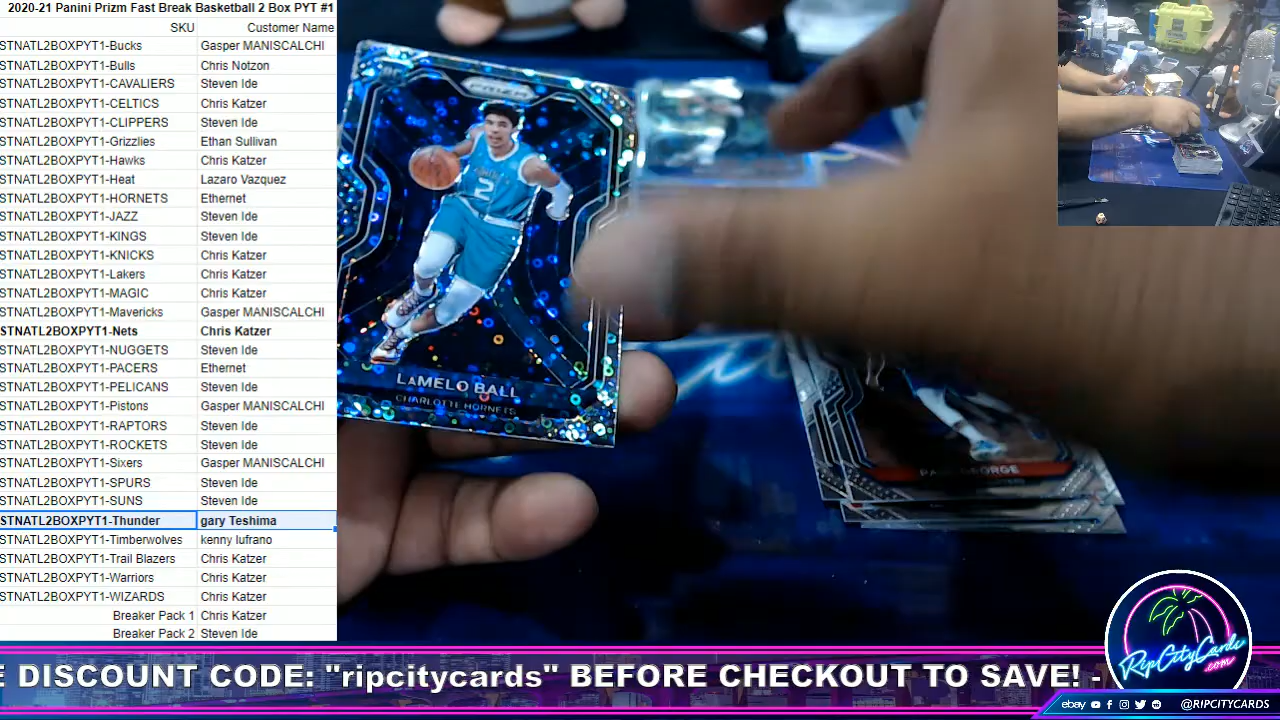 2020-21 Panini Prizm Fast Break Basketball 2 Box PYT #1
SKU Customer Name
STNATL2BOXPYT1-Bucks Gasper MANISCALCHI
STNATL2BOXPYT1-Bulls Chris Notzon
STNATL2BOXPYT1-CAVALIERS Steven Ide
STNATL2BOXPYT1-CELTICS Chris Katzer
STNATL2BOXPYT1-CLIPPERS Steven Ide
STNATL2BOXPYT1-Grizzlies Ethan Sullivan
STNATL2BOXPYT1-Hawks Chris Katzer
STNATL2BOXPYT1-Heat Lazaro Vazquez
STNATL2BOXPYT1-HORNETS Ethernet
STNATL2BOXPYT1-JAZZ Steven Ide
STNATL2BOXPYT1-KINGS Steven Ide
STNATL2BOXPYT1-KNICKS Chris Katzer
STNATL2BOXPYT1-Lakers Chris Katzer
STNATL2BOXPYT1-MAGIC Chris Katzer
STNATL2BOXPYT1-Mavericks Gasper MANISCALCHI
STNATL2BOXPYT1-Nets Chris Katzer
STNATL2BOXPYT1-NUGGETS Steven Ide
STNATL2BOXPYT1-PACERS Ethernet
STNATL2BOXPYT1-PELICANS Steven Ide
STNATL2BOXPYT1-Pistons Gasper MANISCALCHI
STNATL2BOXPYT1-RAPTORS Steven Ide
STNATL2BOXPYT1-ROCKETS Steven Ide
STNATL2BOXPYT1-Sixers Gasper MANISCALCHI
STNATL2BOXPYT1-SPURS Steven Ide
STNATL2BOXPYT1-SUNS Steven Ide
STNATL2BOXPYT1-Thunder gary Teshima
STNATL2BOXPYT1-Timberwolves kenny lufrano
STNATL2BOXPYT1-Trail Blazers Chris Katzer
STNATL2BOXPYT1-Warriors Chris Katzer
STNATL2BOXPYT1-WIZARDS Chris Katzer
Breaker Pack 1 Chris Katzer
Breaker Pack 2 Steven Ide
PRIZM
2
LAMELO BALL
CHARLOTTE HORNETS
PAUL GEORGE
RipCityCards
.com
E DISCOUNT CODE: "ripcitycards" BEFORE CHECKOUT TO SAVE! -
ebay @RIPCITYCARDS